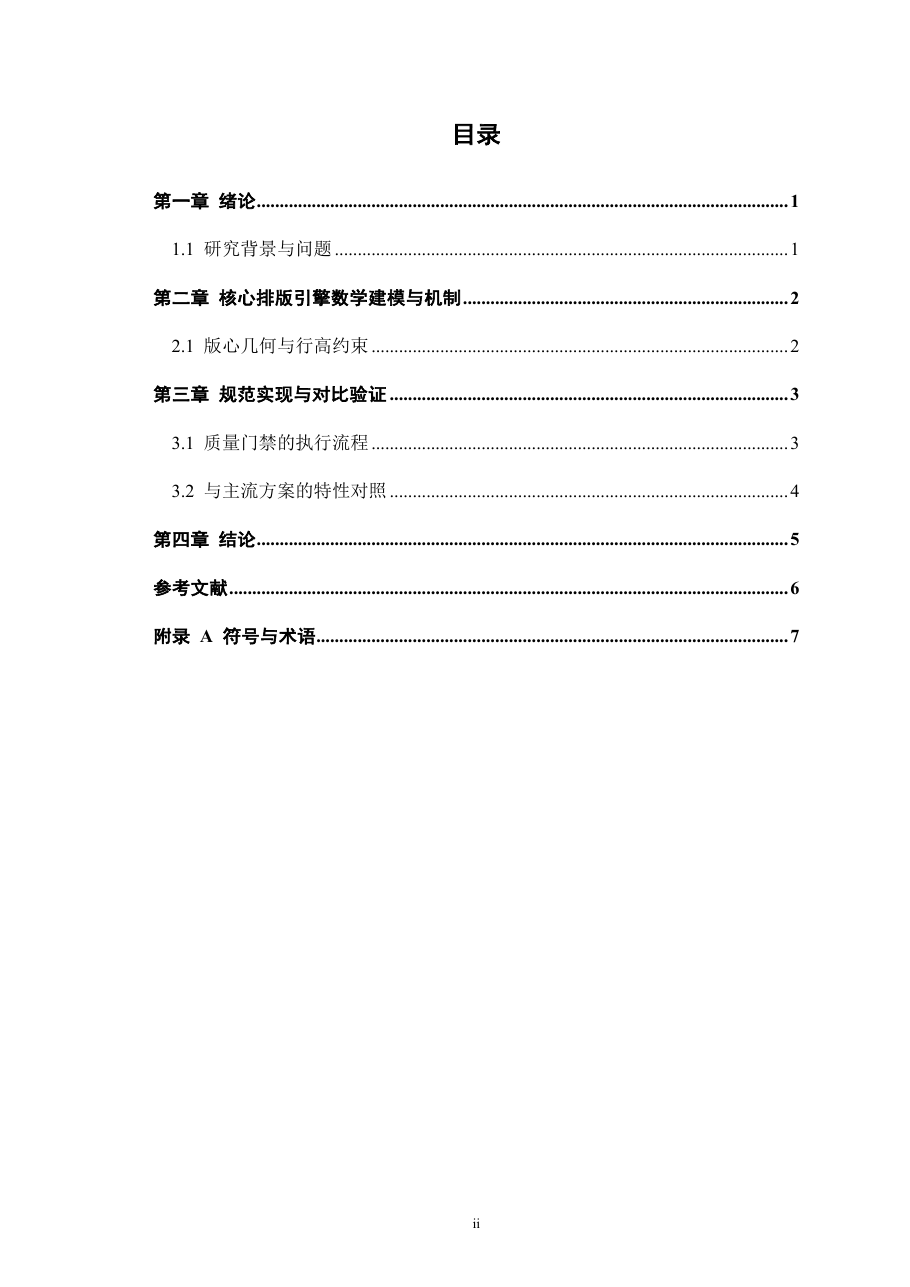 目录
第一章 绪论........................................1
1.1 研究背景与问题........................................1
第二章 核心排版引擎数学建模与机制........................................2
2.1 版心几何与行高约束........................................2
第三章 规范实现与对比验证........................................3
3.1 质量门禁的执行流程........................................3
3.2 与主流方案的特性对照........................................4
第四章 结论........................................5
参考文献........................................6
附录 A 符号与术语........................................7
ii